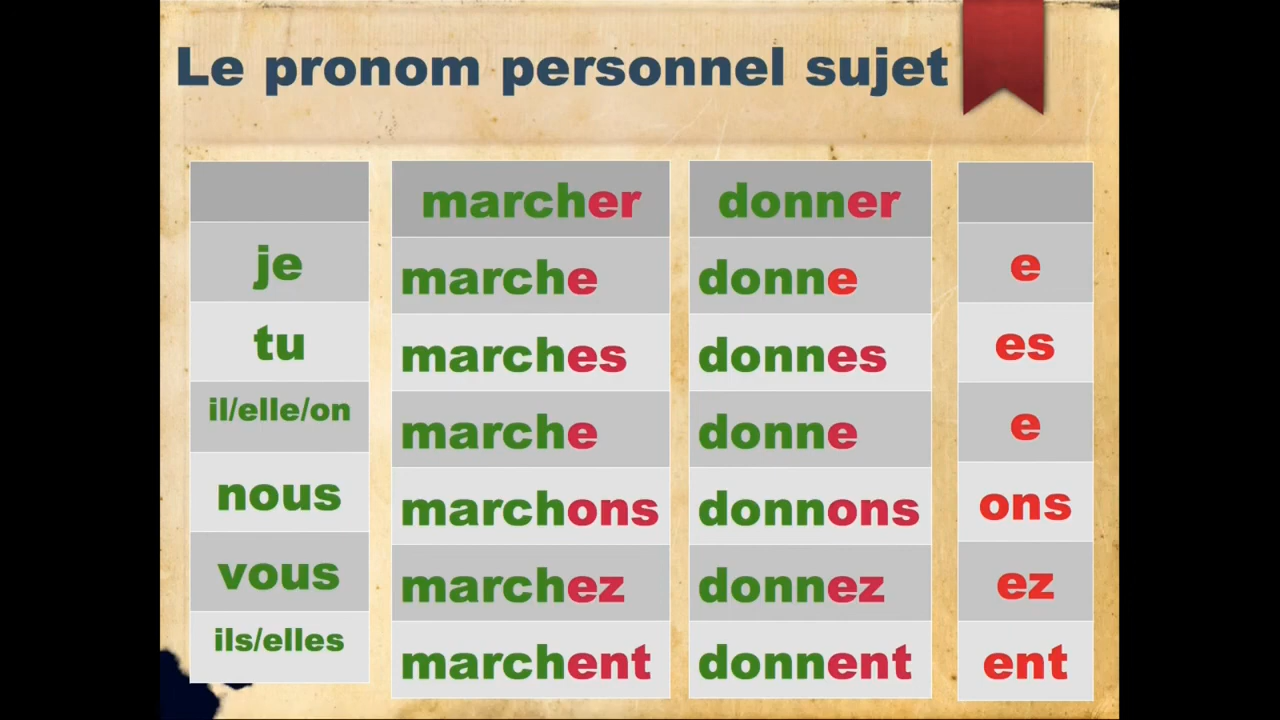 Le pronom personnel sujet
marcher donner
je marche donne e
tu marches donnes es
il/elle/on marche donne e
nous marchons donnons ons
vous marchez donnez ez
ils/elles marchent donnent ent